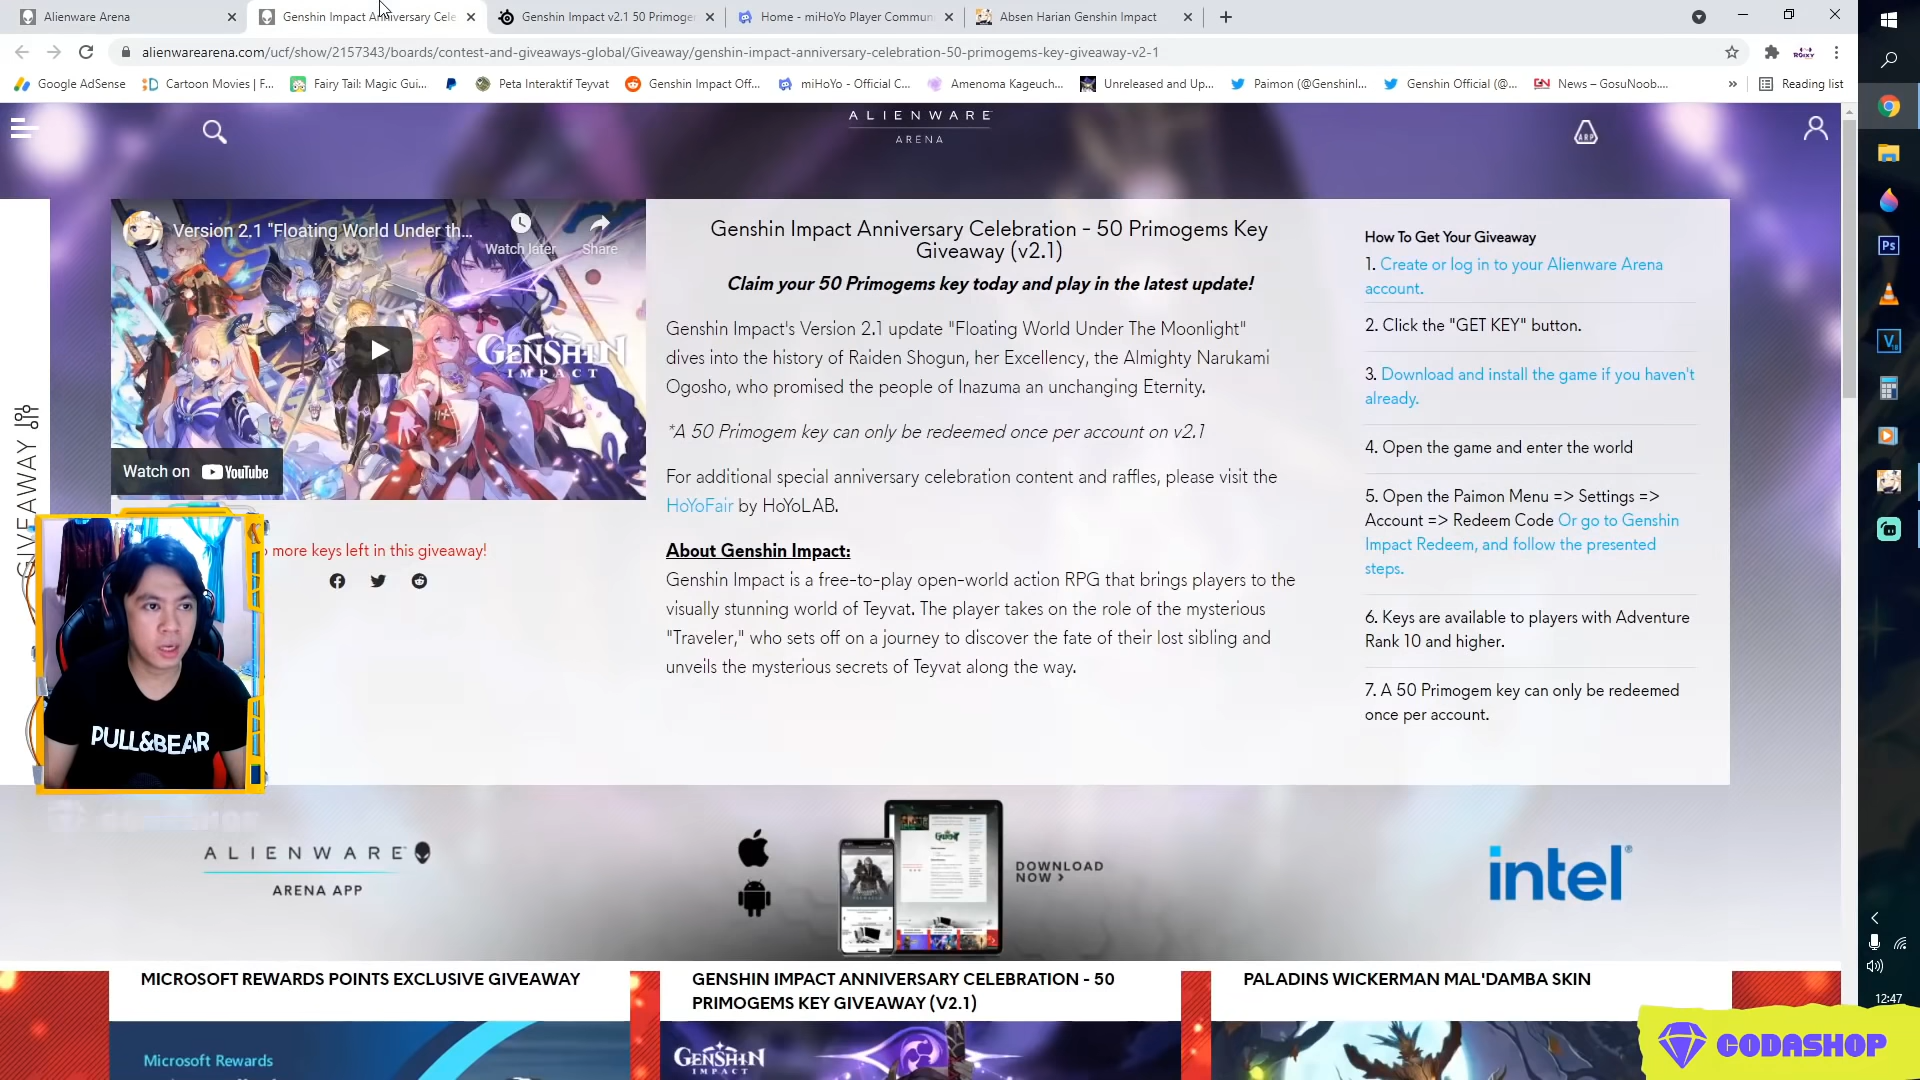 Alienware Arena
Genshin Impact Anniversary Cele
Genshin Impact v2.1 50 Primoge
Home - miHoYo Player Commun
Absen Harian Genshin Impact
alienwarearena.com/ucf/show/2157343/boards/contest-and-giveaways-global/Giveaway/genshin-impact-anniversary-celebration-50-primogems-key-giveaway-v2-1
Google AdSense
Cartoon Movies | F...
Fairy Tail: Magic Gui...
Peta Interaktif Teyvat
Genshin Impact Off...
miHoYo - Official C...
Amenoma Kageuch...
Unreleased and Up...
Paimon (@GenshinI...
Genshin Official (@...
News – GosuNoob....
»
Reading list
ALIENWARE
ARENA
ARP
GIVEAWAY
Version 2.1 "Floating World Under th...
Watch later
Share
GENSHIN
IMPACT
Watch on YouTube
more keys left in this giveaway!
PULL&BEAR
Genshin Impact Anniversary Celebration - 50 Primogems Key
Giveaway (v2.1)
Claim your 50 Primogems key today and play in the latest update!
Genshin Impact's Version 2.1 update "Floating World Under The Moonlight"
dives into the history of Raiden Shogun, her Excellency, the Almighty Narukami
Ogosho, who promised the people of Inazuma an unchanging Eternity.
*A 50 Primogem key can only be redeemed once per account on v2.1
For additional special anniversary celebration content and raffles, please visit the
HoYoFair by HoYoLAB.
About Genshin Impact:
Genshin Impact is a free-to-play open-world action RPG that brings players to the
visually stunning world of Teyvat. The player takes on the role of the mysterious
"Traveler," who sets off on a journey to discover the fate of their lost sibling and
unveils the mysterious secrets of Teyvat along the way.
How To Get Your Giveaway
1. Create or log in to your Alienware Arena
account.
2. Click the "GET KEY" button.
3. Download and install the game if you haven't
already.
4. Open the game and enter the world
5. Open the Paimon Menu => Settings =>
Account => Redeem Code Or go to Genshin
Impact Redeem, and follow the presented
steps.
6. Keys are available to players with Adventure
Rank 10 and higher.
7. A 50 Primogem key can only be redeemed
once per account.
ALIENWARE
ARENA APP
DOWNLOAD
NOW >
intel
MICROSOFT REWARDS POINTS EXCLUSIVE GIVEAWAY
GENSHIN IMPACT ANNIVERSARY CELEBRATION - 50
PRIMOGEMS KEY GIVEAWAY (V2.1)
PALADINS WICKERMAN MAL'DAMBA SKIN
Microsoft Rewards
GENSHIN
IMPACT
12:47
CODASHOP